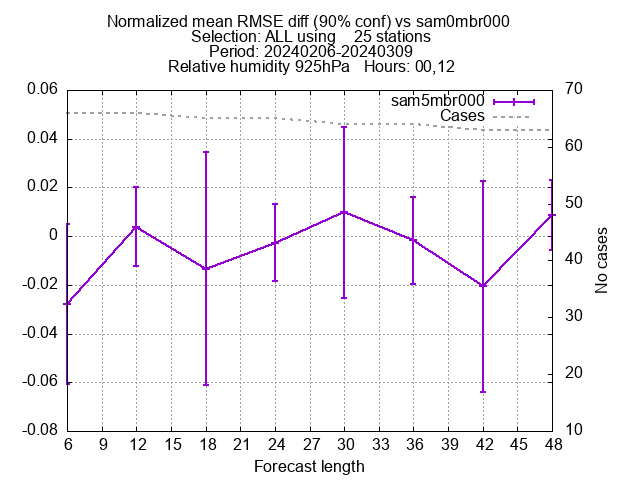 Normalized mean RMSE diff (90% conf) vs sam0mbr000
Selection: ALL using    25 stations
Period: 20240206-20240309
Relative humidity 925hPa   Hours: 00,12
sam5mbr000
Cases
0.06
0.04
0.02
0
-0.02
-0.04
-0.06
-0.08
70
60
50
40
30
20
10
No cases
6 9 12 15 18 21 24 27 30 33 36 39 42 45 48
Forecast length